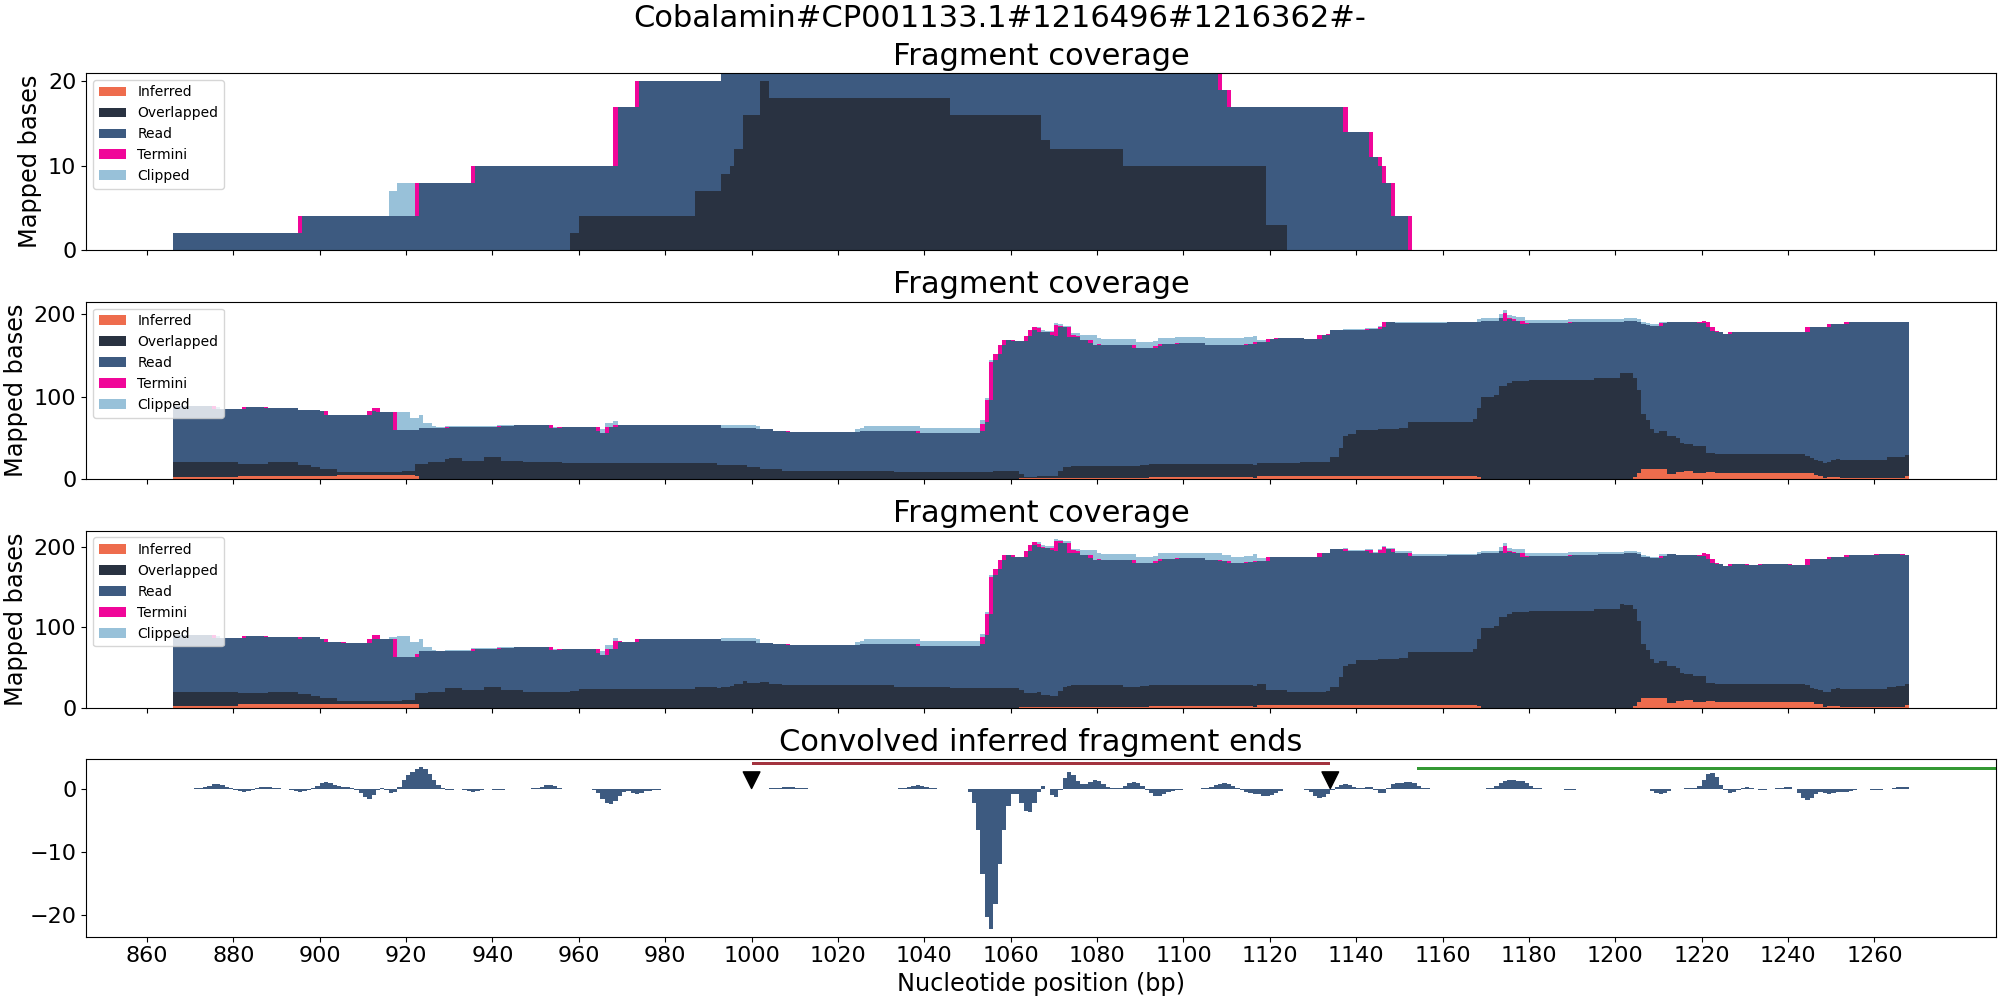 Cobalamin#CP001133.1#1216496#1216362#-
Fragment coverage
Mapped bases
20
10
0
Inferred
Overlapped
Read
Termini
Clipped
Fragment coverage
Mapped bases
200
100
0
Inferred
Overlapped
Read
Termini
Clipped
Fragment coverage
Mapped bases
200
100
0
Inferred
Overlapped
Read
Termini
Clipped
Convolved inferred fragment ends
0
−10
−20
860 880 900 920 940 960 980 1000 1020 1040 1060 1080 1100 1120 1140 1160 1180 1200 1220 1240 1260
Nucleotide position (bp)